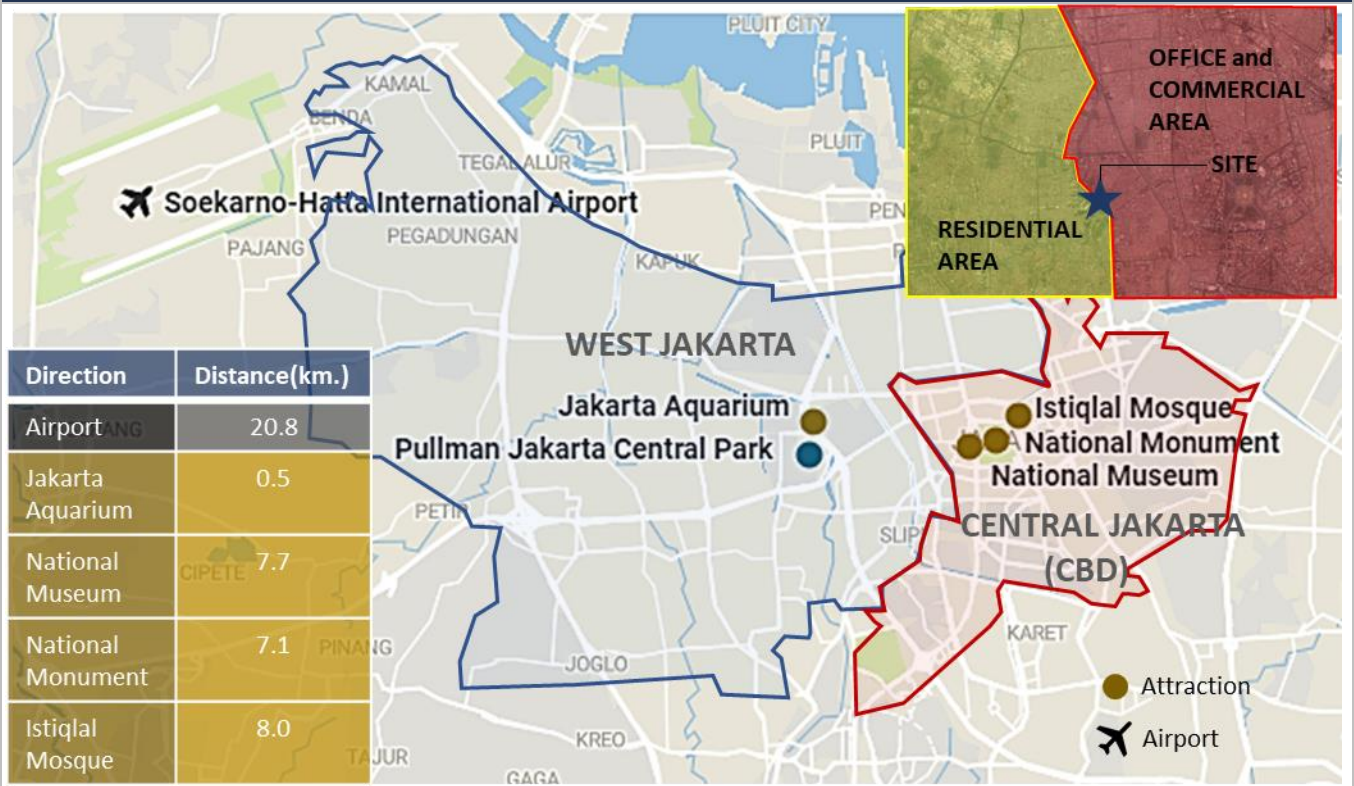 PLUIT CITY
KAMAL
BENDA
TEGAL ALUR
PLUIT
Soekarno-Hatta International Airport
PAJANG
PEGADUNGAN
KAPUK
OFFICE and
COMMERCIAL
AREA
SITE
RESIDENTIAL
AREA
WEST JAKARTA
Jakarta Aquarium
Pullman Jakarta Central Park
Istiqlal Mosque
National Monument
National Museum
CENTRAL JAKARTA
(CBD)
PETIR
CIPETE
PINANG
JOGLO
KARET
KREO
TAJUR
GAGA
Direction Distance(km.)
Airport 20.8
Jakarta
Aquarium
0.5
National
Museum
7.7
National
Monument
7.1
Istiqlal
Mosque
8.0
Attraction
Airport